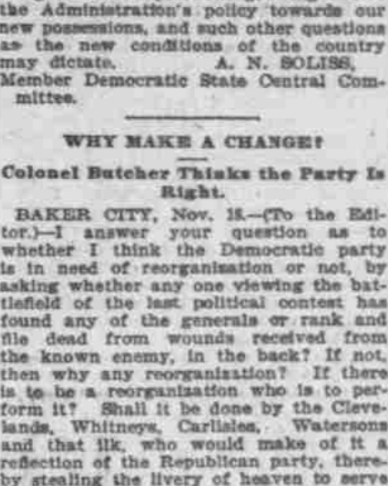 the Administration's policy towards our
new possessions, and such other questions
as the new conditions of the country
may dictate. A. N. SOLISS,
Member Democratic State Central Com-
mittee.
WHY MAKE A CHANGE?
Colonel Butcher Thinks the Party Is
Right.
BAKER CITY, Nov. 18.—(To the Edi-
tor.)—I answer your question as to
whether I think the Democratic party
is in need of reorganization or not, by
asking whether any one viewing the bat-
tlefield of the last political contest has
found any of the generals or rank and
file dead from wounds received from
the known enemy, in the back? If not,
then why any reorganization? If there
is to be a reorganization who is to per-
form it? Shall it be done by the Cleve-
lands, Whitneys, Carlisles, Watersons
and that ilk, who would make of it a
reflection of the Republican party, there-
by stealing the livery of heaven to serve